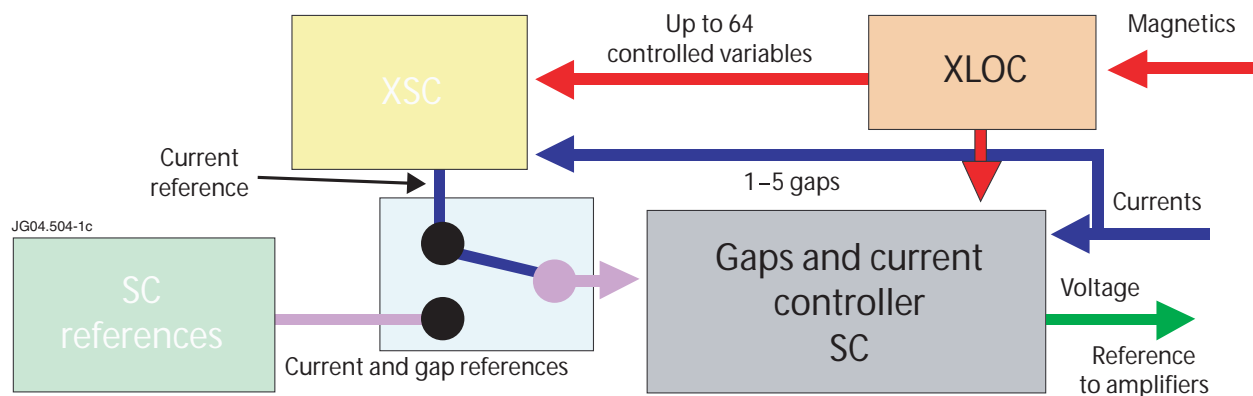 Up to 64
controlled variables
Magnetics
XSC
XLOC
Current
reference
1–5 gaps
Currents
JG04.504-1c
SC
references
Gaps and current
controller
SC
Voltage
Current and gap references
Reference
to amplifiers